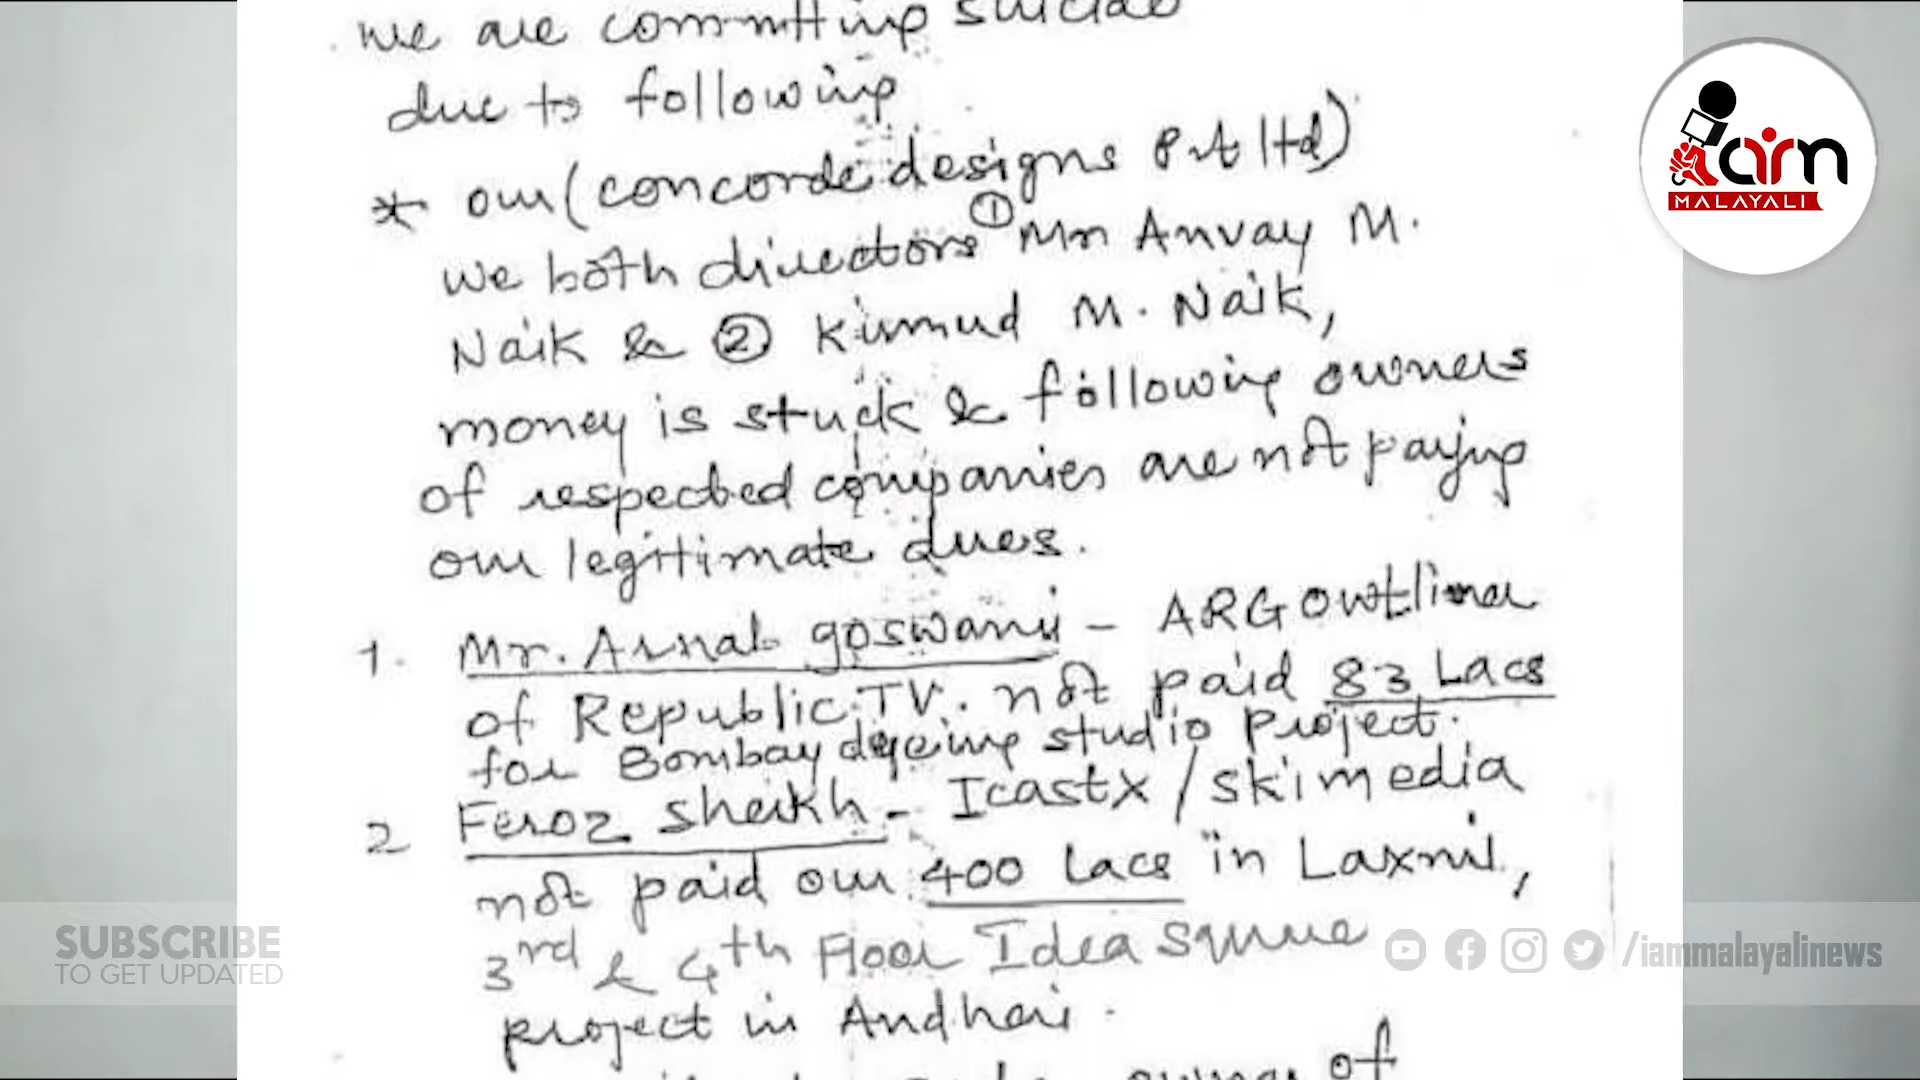 we are committing suicide
due to following
* our (concorde designs Pvt ltd)
we both directors ① Mr Anvay M.
Naik & ② Kumud M. Naik,
money is stuck & following owners
of respected companies are not paying
our legitimate dues.
1. Mr. Arnab goswami – ARG Outlimer
of Republic TV. not paid 83 Lacs
for Bombay dyeing studio project.
2 Feroz Sheikh – Icastx / skimedia
not paid our 400 lacs in Laxmi,
3rd & 4th Floor Idea Square
project in Andheri.
owner of
iam
MALAYALI
SUBSCRIBE
TO GET UPDATED
/iammalayalinews